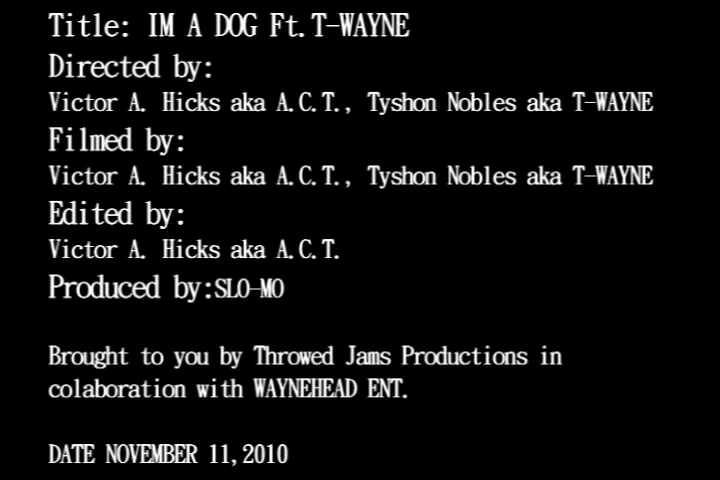 Title: IM A DOG Ft.T-WAYNE
Directed by:
Victor A. Hicks aka A.C.T., Tyshon Nobles aka T-WAYNE
Filmed by:
Victor A. Hicks aka A.C.T., Tyshon Nobles aka T-WAYNE
Edited by:
Victor A. Hicks aka A.C.T.
Produced by:SLO-MO
Brought to you by Throwed Jams Productions in
colaboration with WAYNEHEAD ENT.
DATE NOVEMBER 11,2010